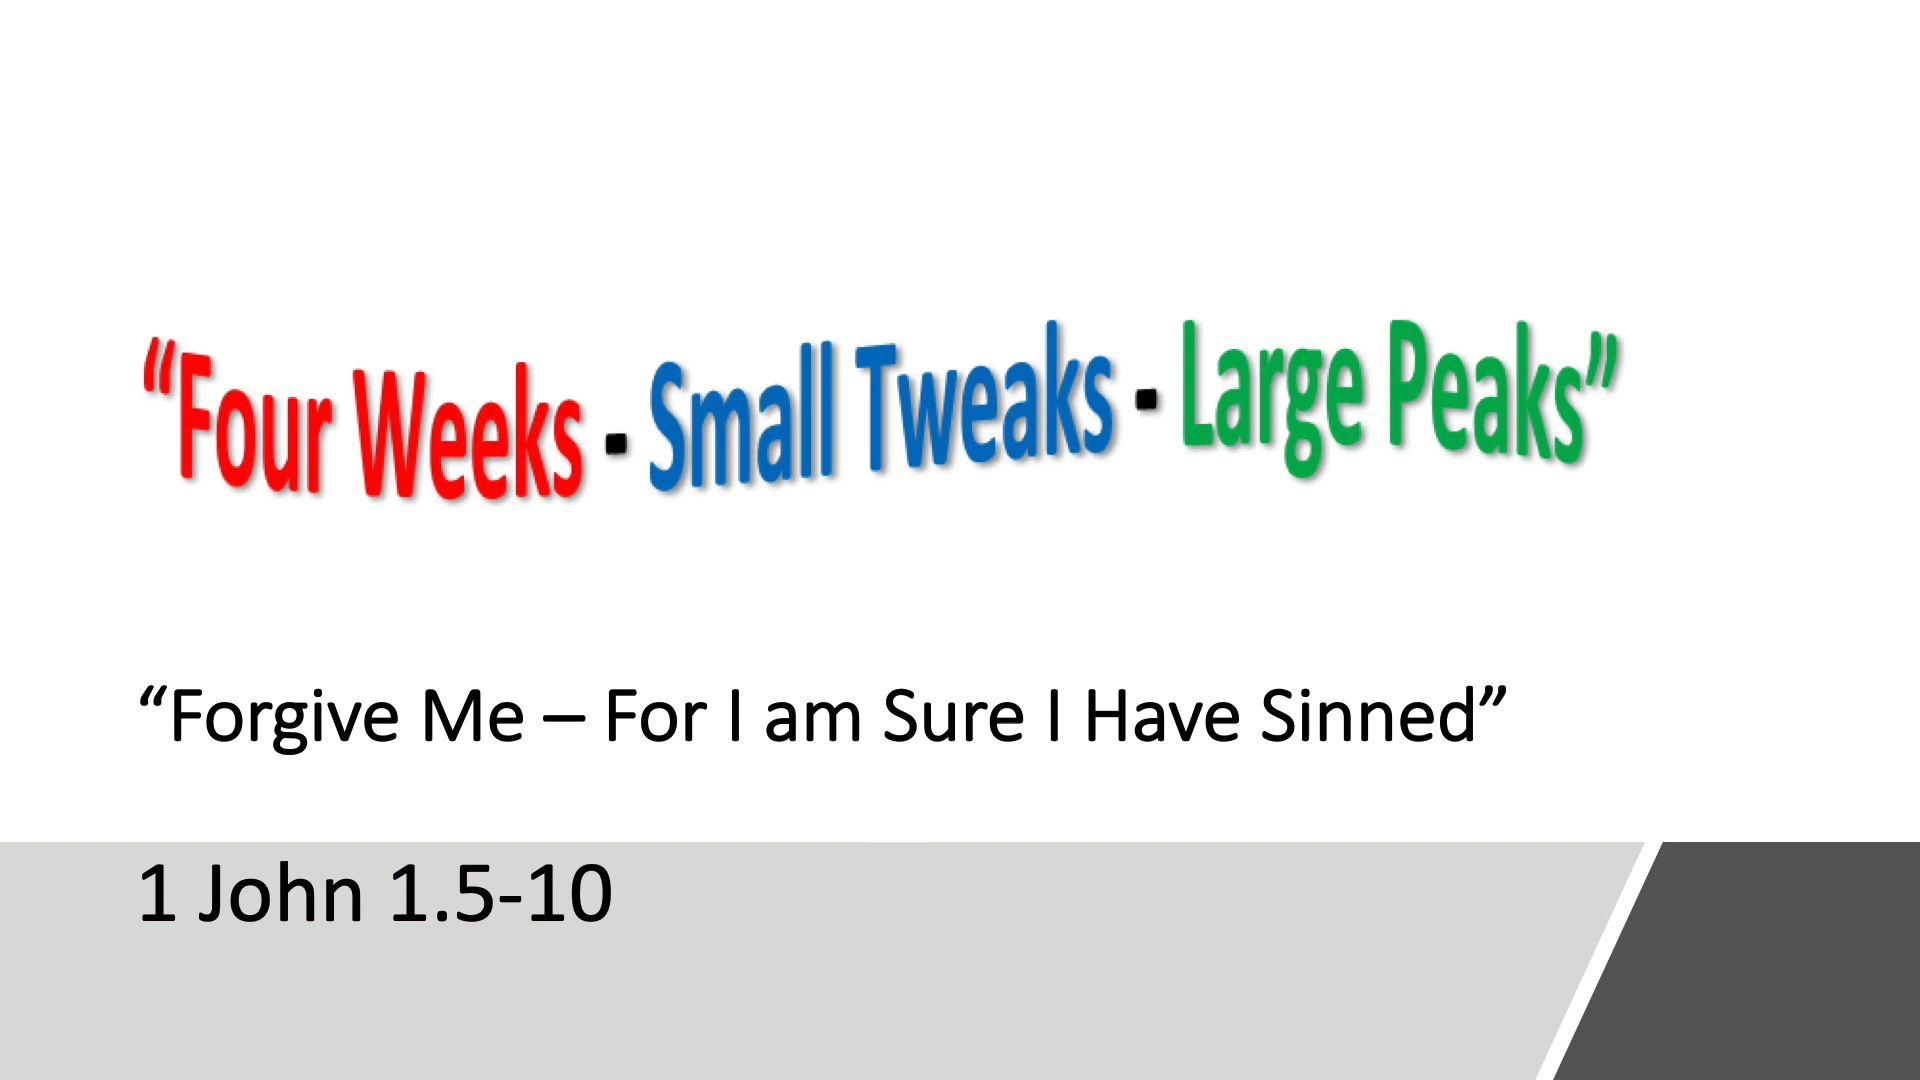 “Four Weeks - Small Tweaks - Large Peaks”
“Forgive Me – For I am Sure I Have Sinned”
1 John 1.5-10